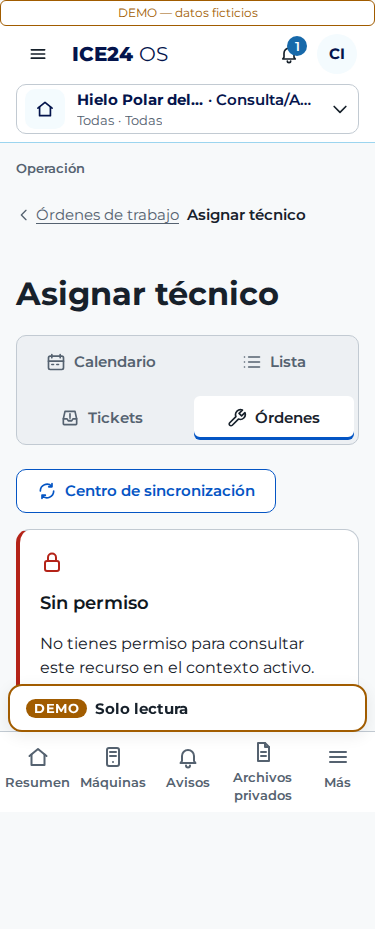 DEMO — datos ficticios
ICE24 OS
1
CI
Hielo Polar del... · Consulta/A...
Todas · Todas
Operación
Órdenes de trabajo Asignar técnico
Asignar técnico
Calendario
Lista
Tickets
Órdenes
Centro de sincronización
Sin permiso
No tienes permiso para consultar
este recurso en el contexto activo.
DEMO Solo lectura
Resumen
Máquinas
Avisos
Archivos
privados
Más